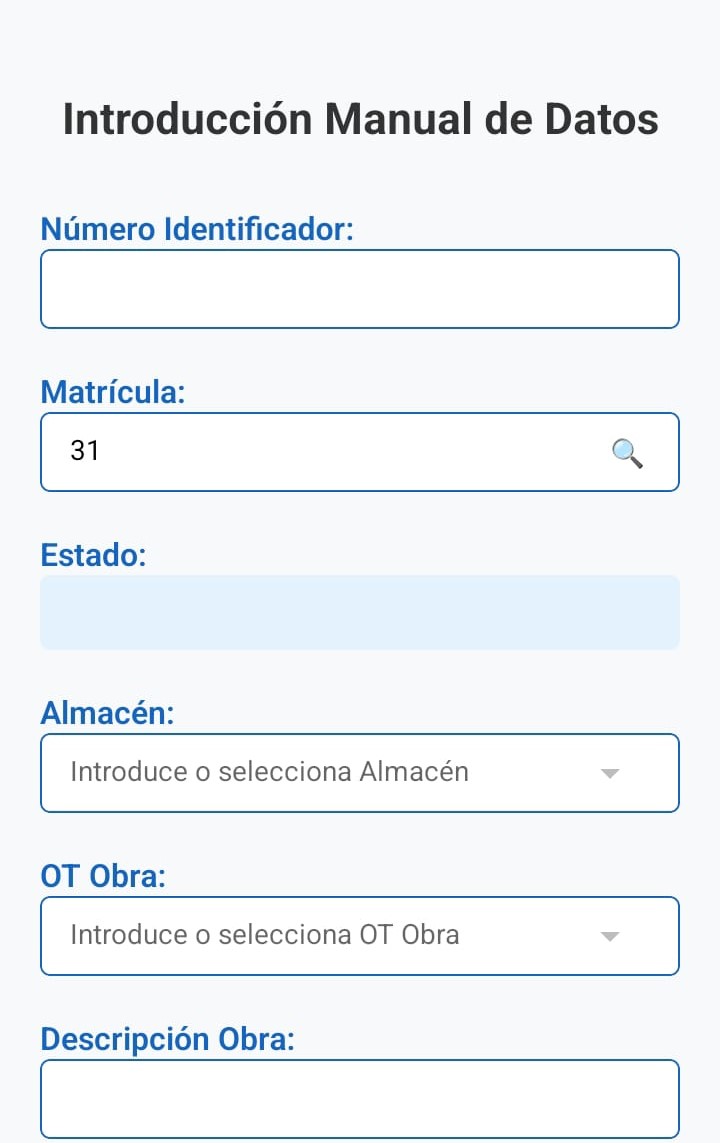 Introducción Manual de Datos
Número Identificador:
Matrícula:
31
Estado:
Almacén:
Introduce o selecciona Almacén
OT Obra:
Introduce o selecciona OT Obra
Descripción Obra: